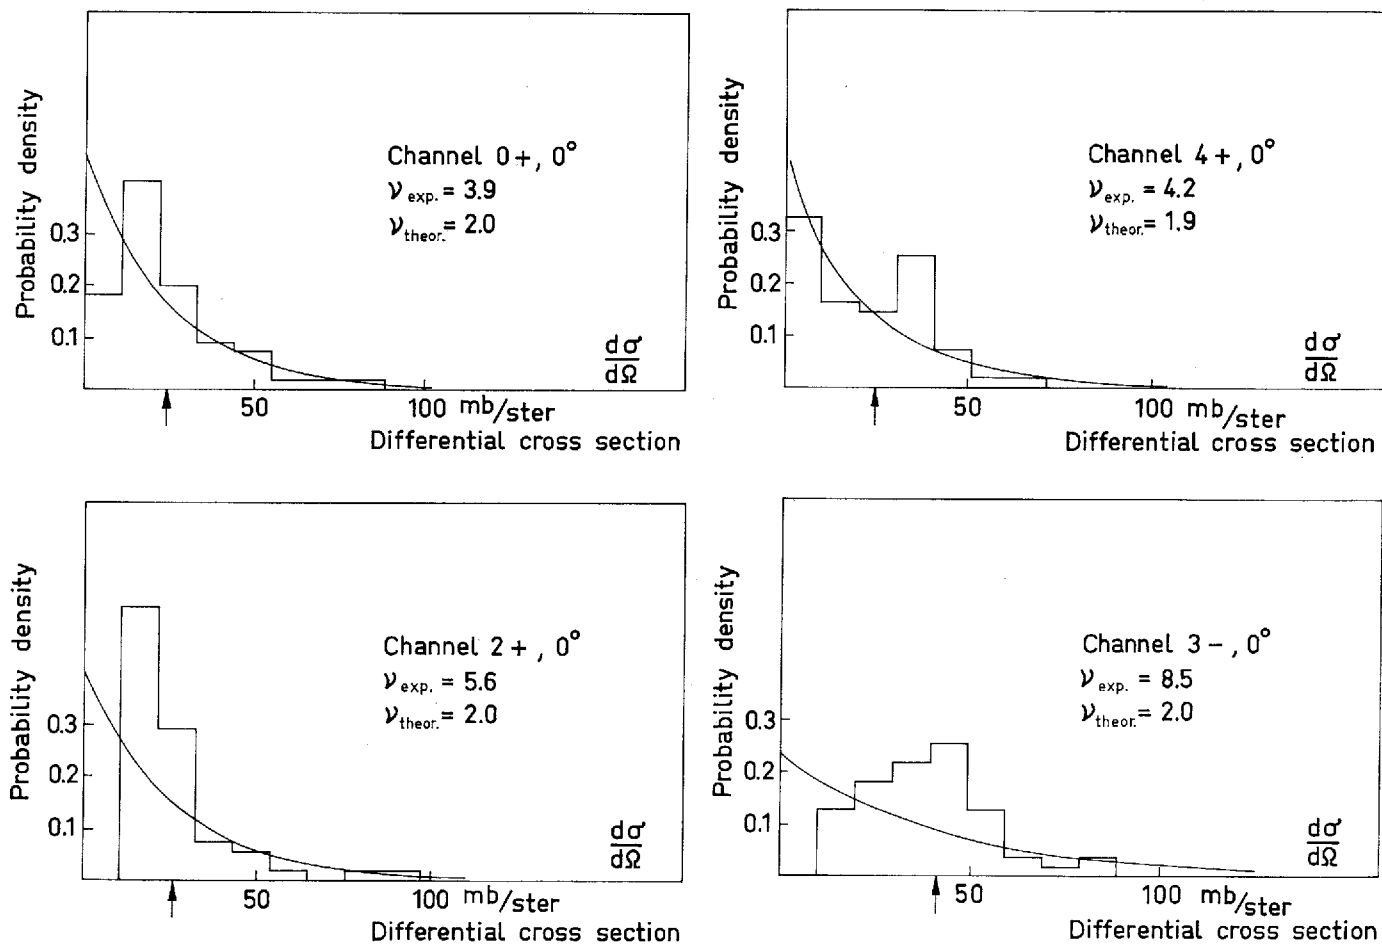 Probability density
0.3
0.2
0.1
Channel 0+, 0°
ν exp. = 3.9
ν theor. = 2.0
dσ
dΩ
50
100 mb/ster
Differential cross section
Probability density
0.3
0.2
0.1
Channel 4+, 0°
ν exp. = 4.2
ν theor. = 1.9
dσ
dΩ
50
100 mb/ster
Differential cross section
Probability density
0.3
0.2
0.1
Channel 2+, 0°
ν exp. = 5.6
ν theor. = 2.0
dσ
dΩ
50
100 mb/ster
Differential cross section
Probability density
0.3
0.2
0.1
Channel 3-, 0°
ν exp. = 8.5
ν theor. = 2.0
dσ
dΩ
50
100 mb/ster
Differential cross section